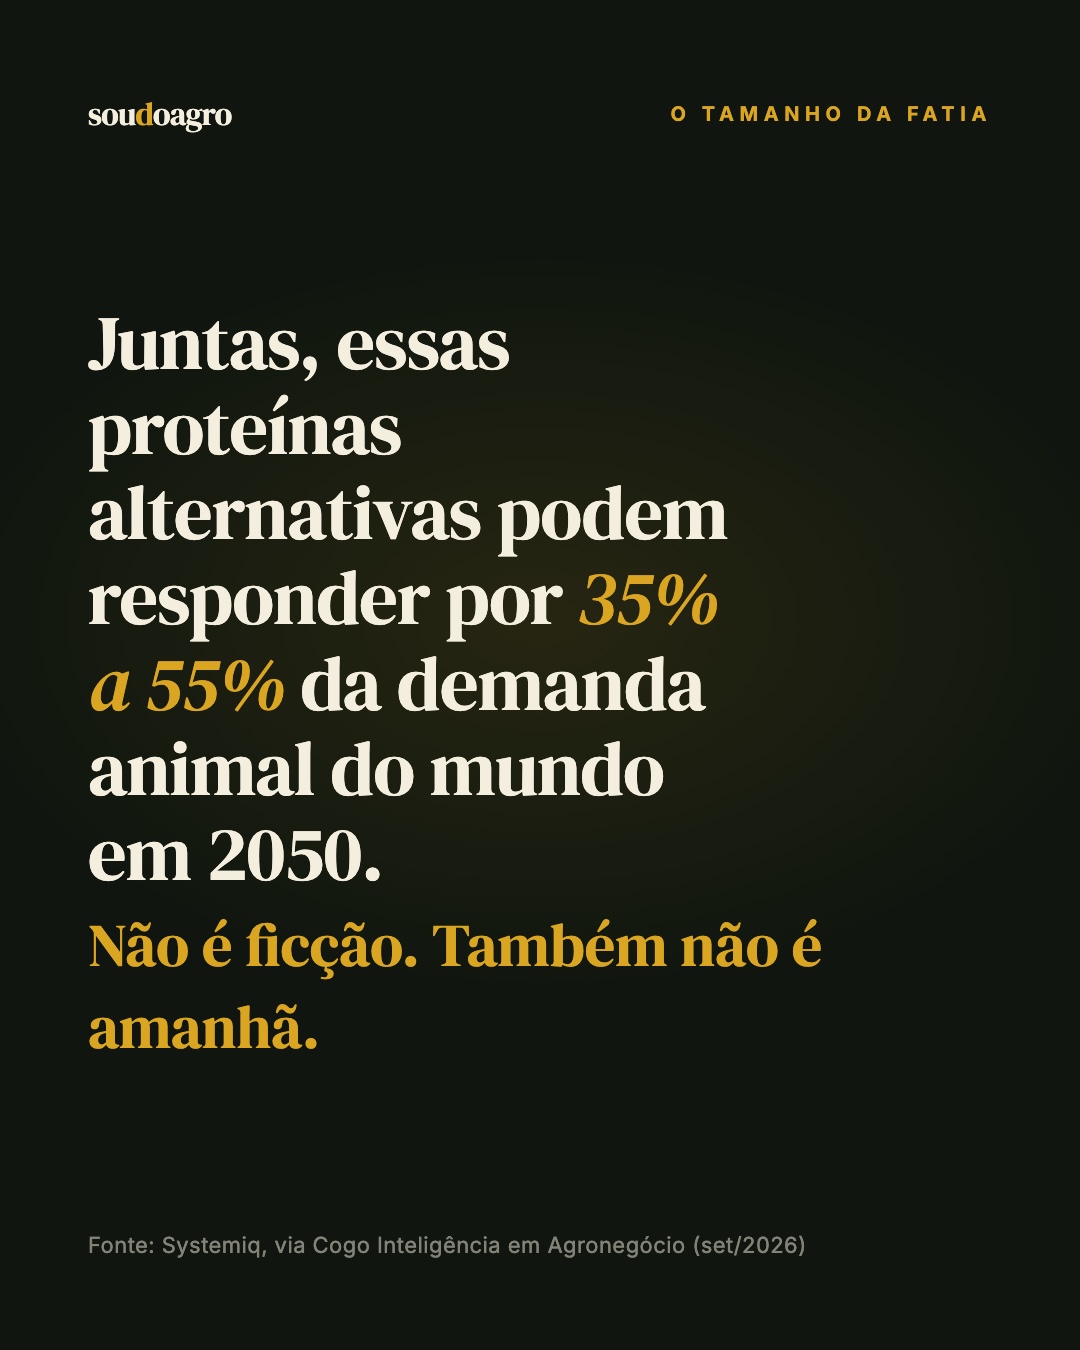 soudoagro
O TAMANHO DA FATIA
Juntas, essas
proteínas
alternativas podem
responder por 35%
a 55% da demanda
animal do mundo
em 2050.
Não é ficção. Também não é
amanhã.
Fonte: Systemiq, via Cogo Inteligência em Agronegócio (set/2026)